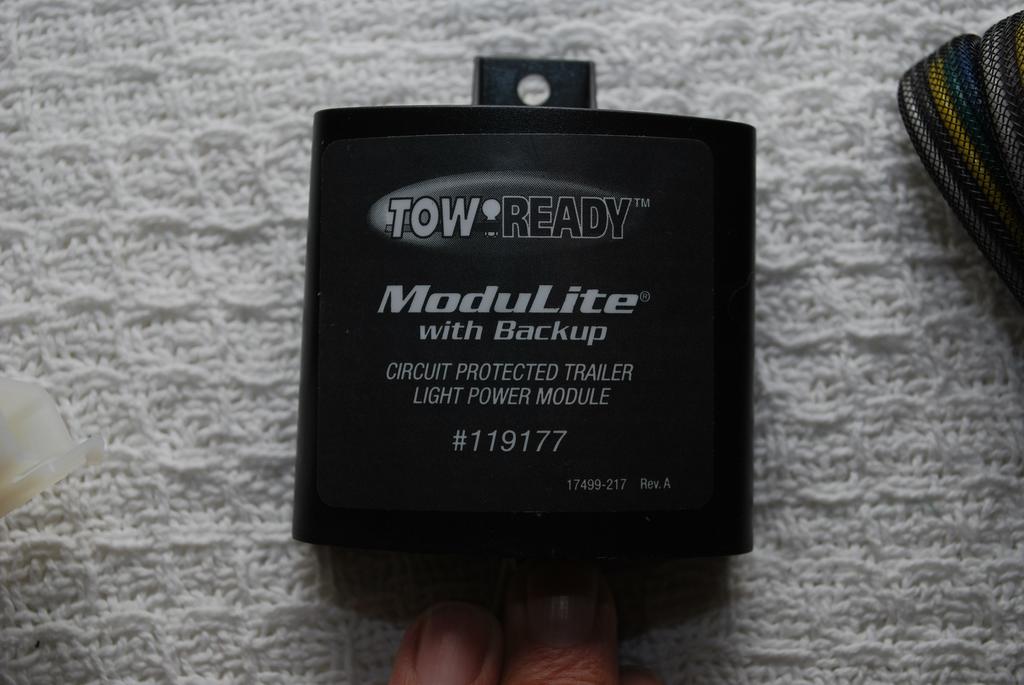 TOW READY™
ModuLite®
with Backup
CIRCUIT PROTECTED TRAILER
LIGHT POWER MODULE
#119177
17499-217 Rev. A